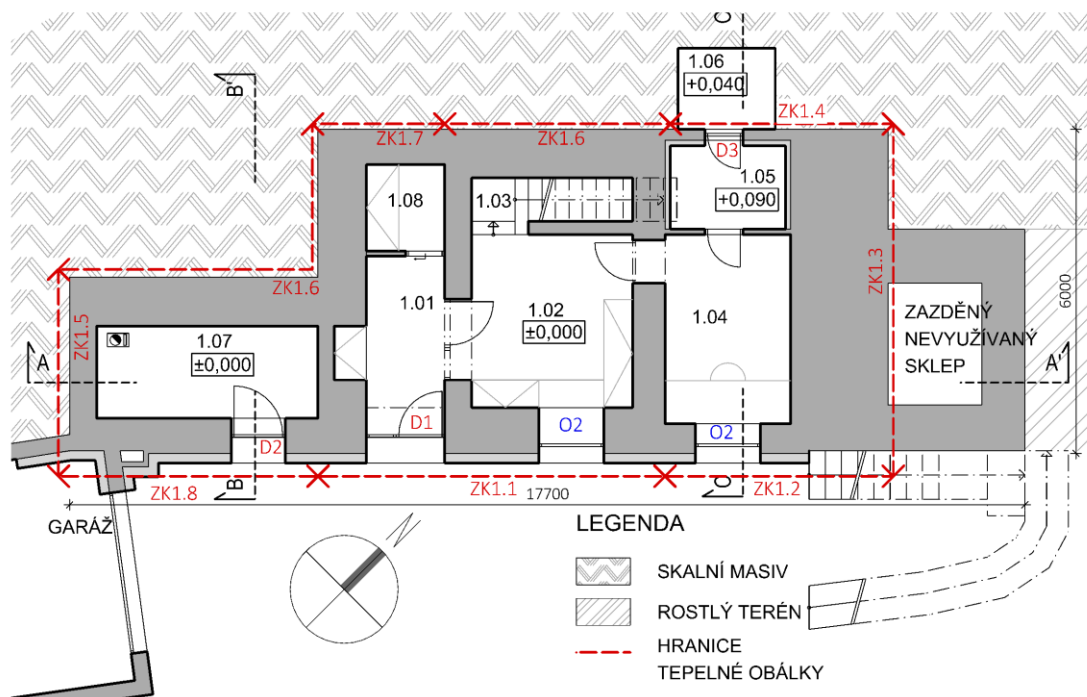 C
1.06
+0,040
B'
ZK1.4
ZK1.7
ZK1.6
D3
1.05
+0,090
1.08
1.03
ZK1.3
6000
ZK1.6
1.01
1.02
±0,000
1.04
ZAZDĚNÝ
NEVYUŽÍVANÝ
SKLEP
ZK1.5
1.07
±0,000
A
A'
D1
D2
O2
O2
ZK1.8
B
ZK1.1
17700
C
ZK1.2
GARÁŽ
LEGENDA
SKALNÍ MASIV
ROSTLÝ TERÉN
HRANICE
TEPELNÉ OBÁLKY